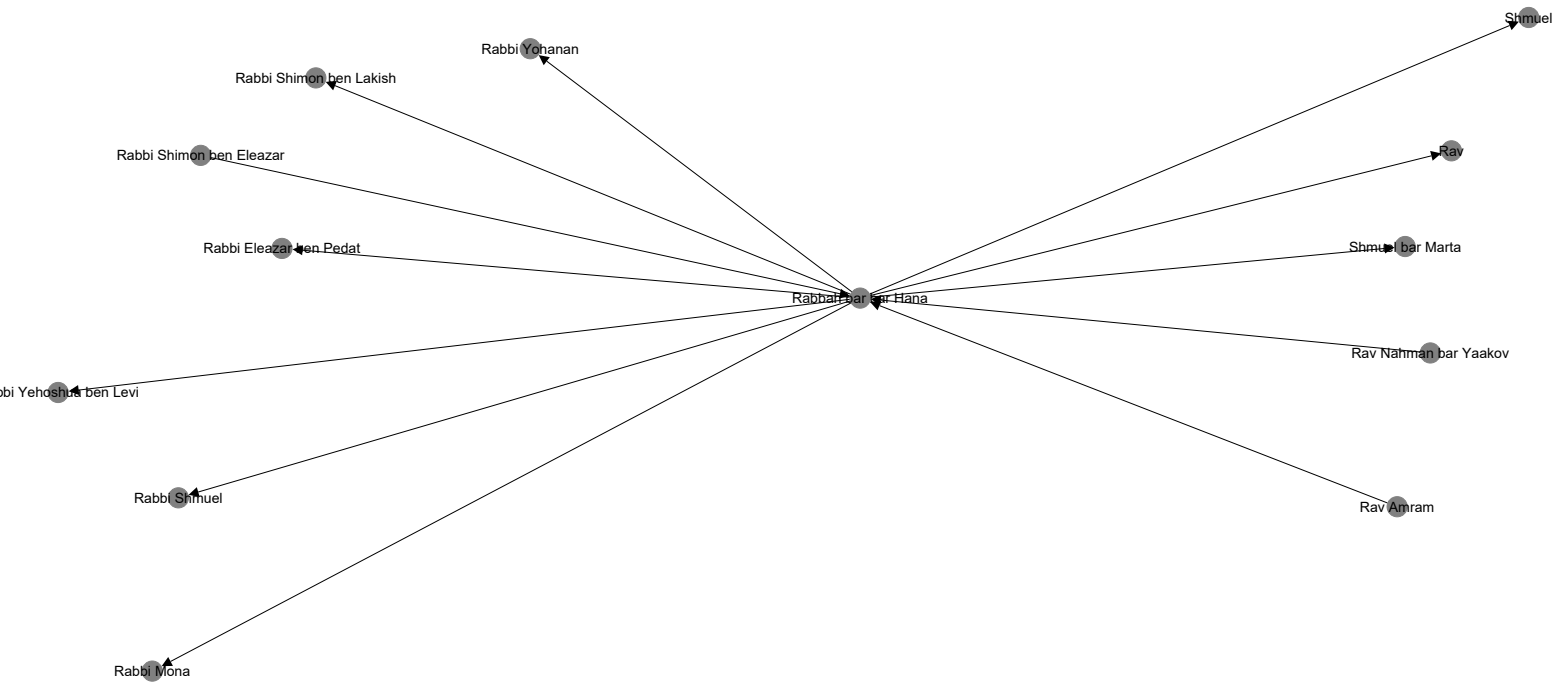 Shmuel
Rabbi Yohanan
Rabbi Shimon ben Lakish
Rav
Rabbi Shimon ben Eleazar
Shmuel bar Marta
Rabbi Eleazar ben Pedat
Rabbah bar bar Hana
Rav Nahman bar Yaakov
bbi Yehoshua ben Levi
Rabbi Shmuel
Rav Amram
Rabbi Mona